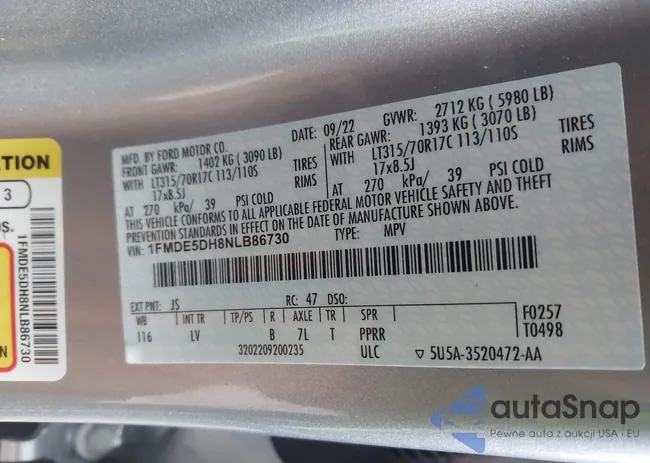 ATION
3
OS.
1FMDE5DH8NLB86730
N
MFD. BY FORD MOTOR CO.
DATE: 09/22 GVWR: 2712 KG ( 5980 LB)
FRONT GAWR: 1402 KG ( 3090 LB)
REAR GAWR: 1393 KG ( 3070 LB)
WITH LT315/70R17C 113/110S TIRES
WITH LT315/70R17C 113/110S TIRES
17x8.5J RIMS
17x8.5J RIMS
AT 270 kPa/ 39 PSI COLD
AT 270 kPa/ 39 PSI COLD
THIS VEHICLE CONFORMS TO ALL APPLICABLE FEDERAL MOTOR VEHICLE SAFETY AND THEFT
PREVENTION STANDARDS IN EFFECT ON THE DATE OF MANUFACTURE SHOWN ABOVE.
VIN: 1FMDE5DH8NLB86730 TYPE: MPV
EXT PNT: JS RC: 47 DSO:
WB INT TR TP/PS R AXLE TR SPR
116 LV B 7L T PPRR
F0257
T0498
3202209200235 ULC ▽ 5U5A-3520472-AA
autaSnap
Pewne auta z aukcji USA i EU